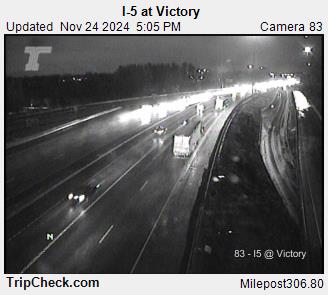 I-5 at Victory
Updated Nov 24 2024 5:05 PM Camera 83
T
N
83 - I5 @ Victory
TripCheck.com Milepost306.80